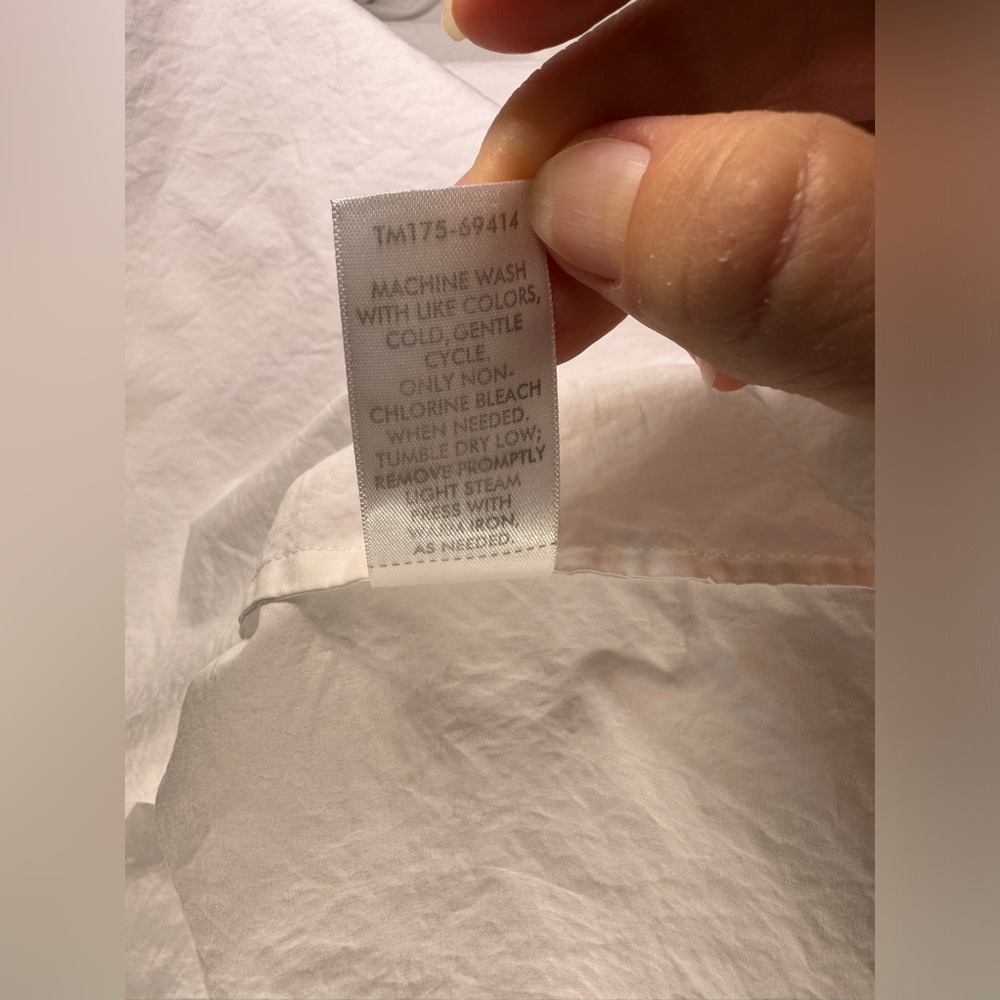 TM175-69414
MACHINE WASH
WITH LIKE COLORS,
COLD, GENTLE
CYCLE.
ONLY NON-
CHLORINE BLEACH
WHEN NEEDED.
TUMBLE DRY LOW;
REMOVE PROMPTLY
LIGHT STEAM
PRESS WITH
WARM IRON,
AS NEEDED.